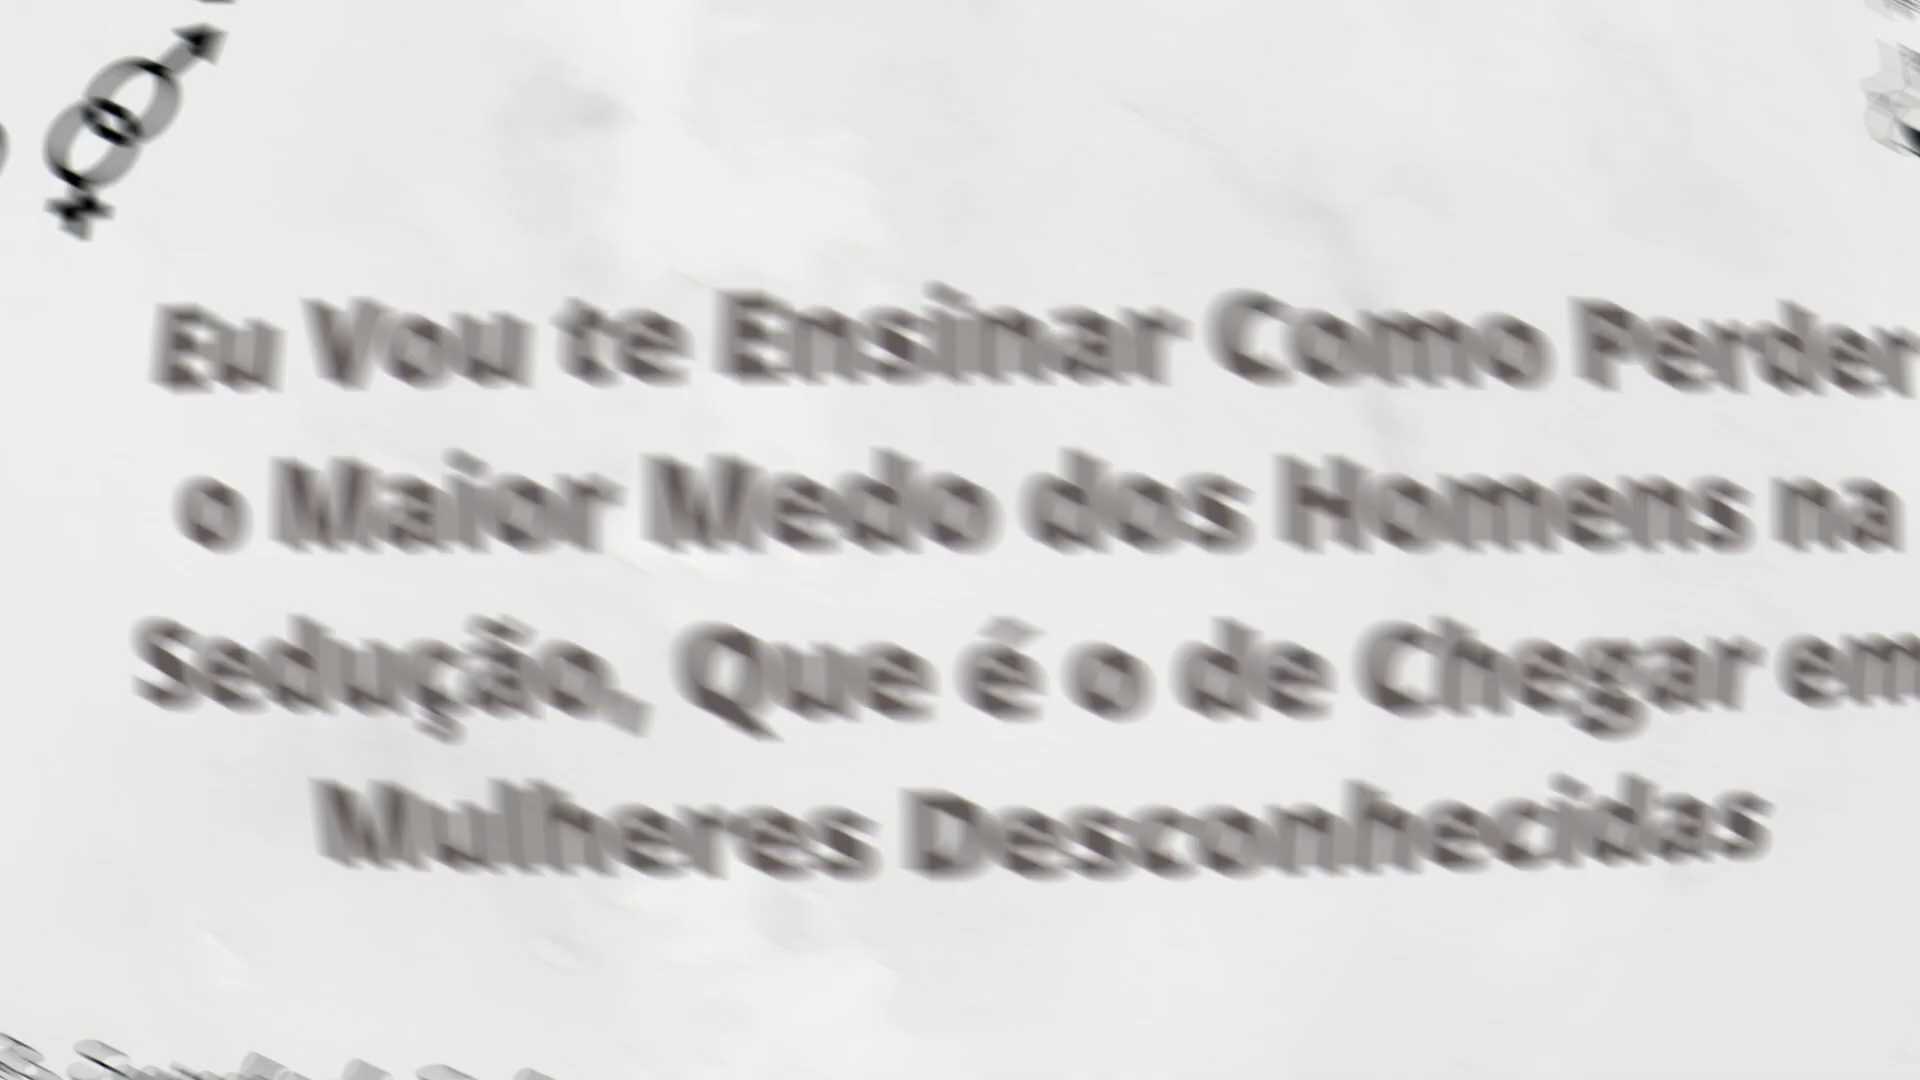 Eu Vou te Ensinar Como Perder
o Maior Medo dos Homens na
Sedução, Que é o de Chegar em
Mulheres Desconhecidas